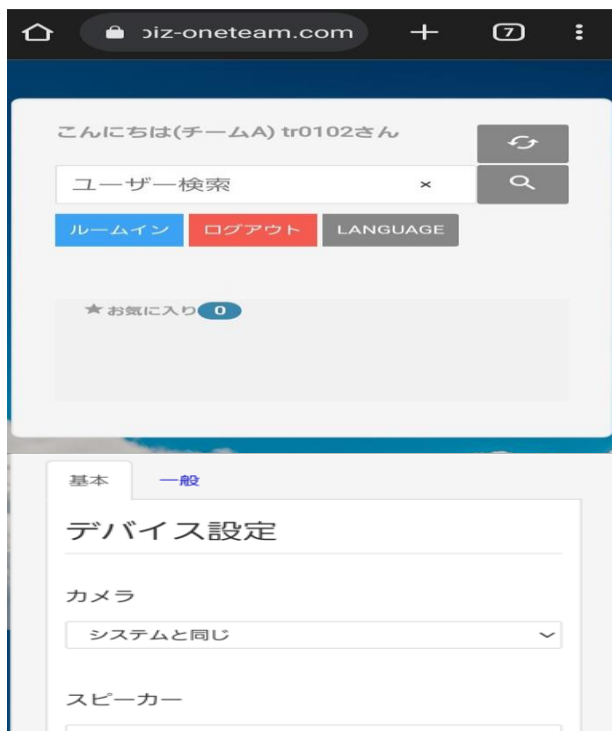 biz-oneteam.com
7
こんにちは(チームA) tr0102さん
ユーザー検索 ×
ルームイン ログアウト LANGUAGE
★お気に入り 0
基本 一般
デバイス設定
カメラ
システムと同じ
スピーカー